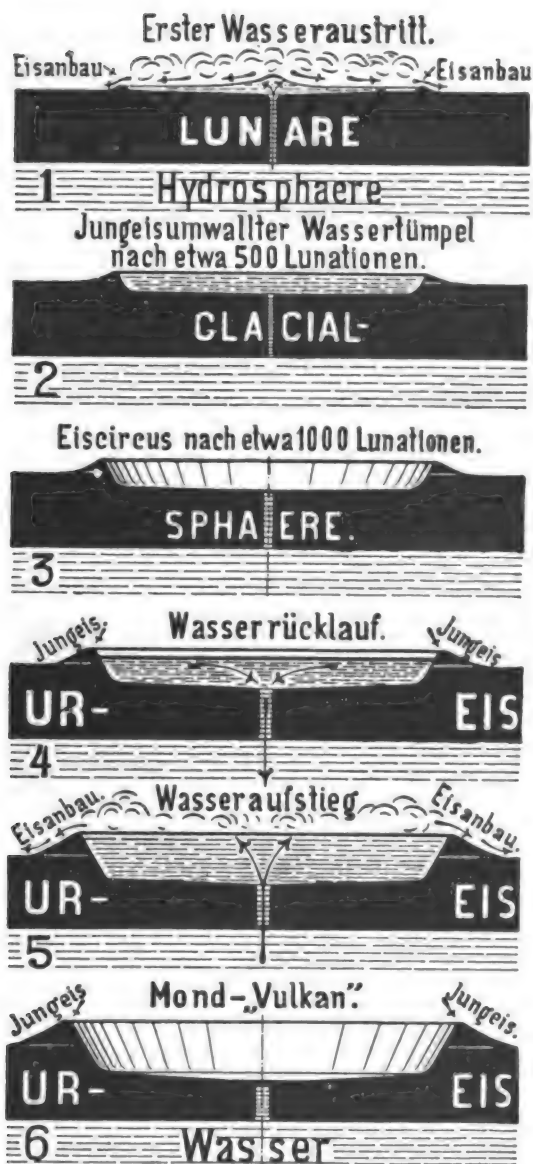 Erster Wasseraustritt.
Eisanbau
Eisanbau
LUNARE
1 Hydrosphaere
Jungeisumwallter Wassertümpel
nach etwa 500 Lunationen.
GLACIAL-
2
Eiscircus nach etwa 1000 Lunationen.
SPHAERE.
3
Jungeis.
Wasserrücklauf.
Jungeis
UR- EIS
4
Eisanbau.
Wasseraufstieg
Eisanbau.
UR- EIS
5
Jungeis
Mond-„Vulkan“.
Jungeis.
UR- EIS
6 Wasser